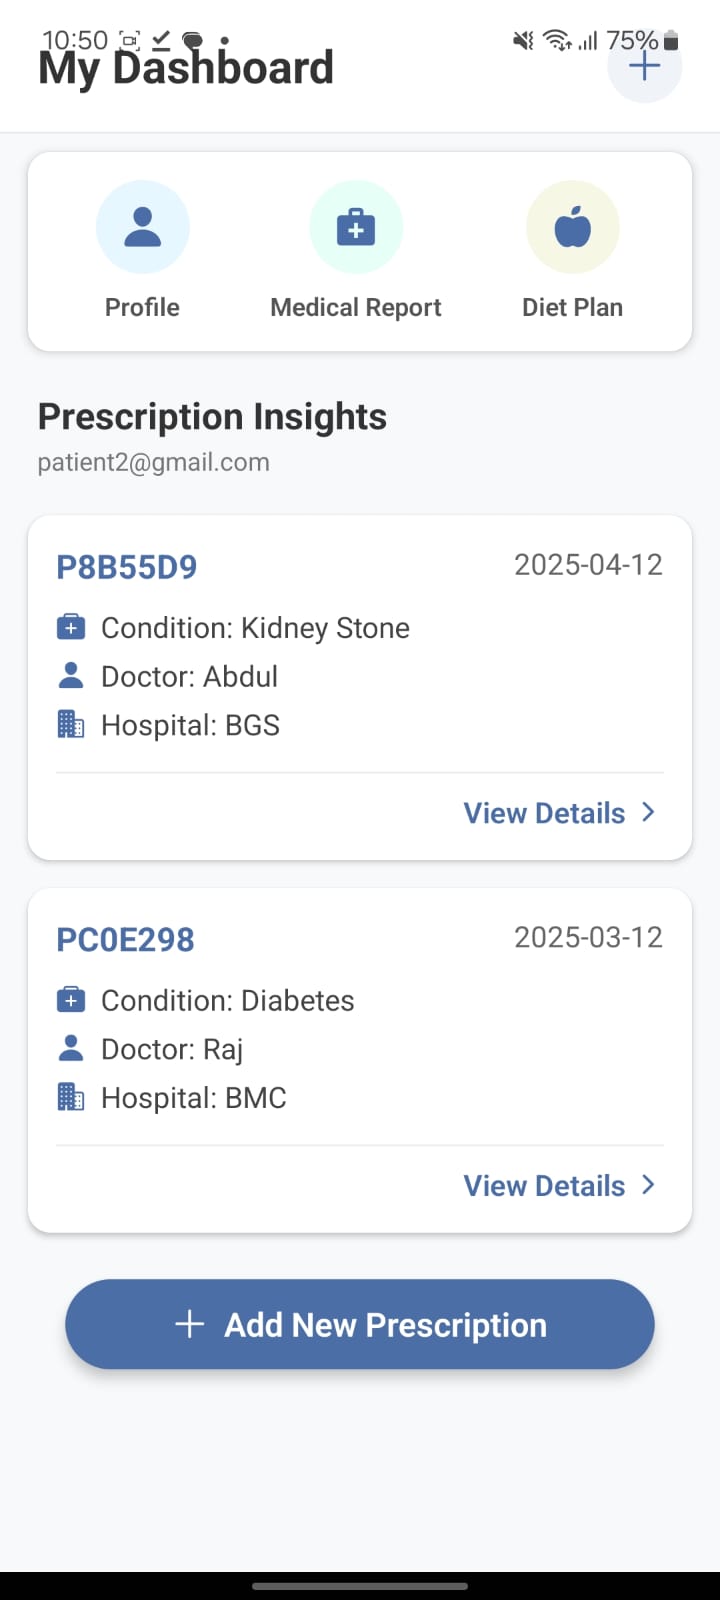 10:50 75%
My Dashboard
Profile Medical Report Diet Plan
Prescription Insights
patient2@gmail.com
P8B55D9 2025-04-12
Condition: Kidney Stone
Doctor: Abdul
Hospital: BGS
View Details
PC0E298 2025-03-12
Condition: Diabetes
Doctor: Raj
Hospital: BMC
View Details
Add New Prescription